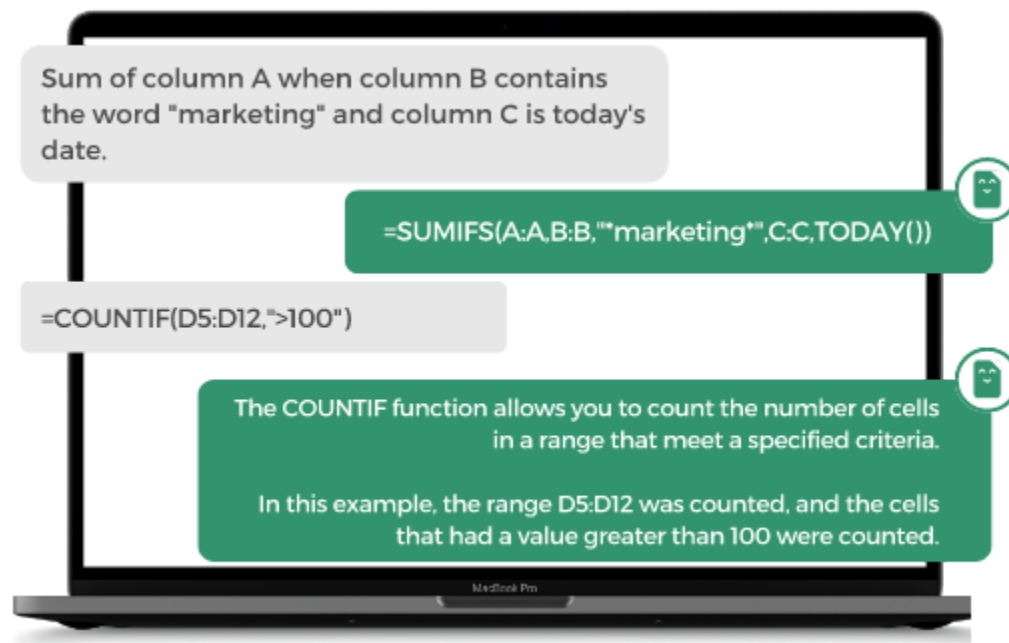 Sum of column A when column B contains
the word "marketing" and column C is today's
date.
=SUMIFS(A:A,B:B,"*marketing*",C:C,TODAY())
=COUNTIF(D5:D12,">100")
The COUNTIF function allows you to count the number of cells
in a range that meet a specified criteria.
In this example, the range D5:D12 was counted, and the cells
that had a value greater than 100 were counted.
MacBook Pro